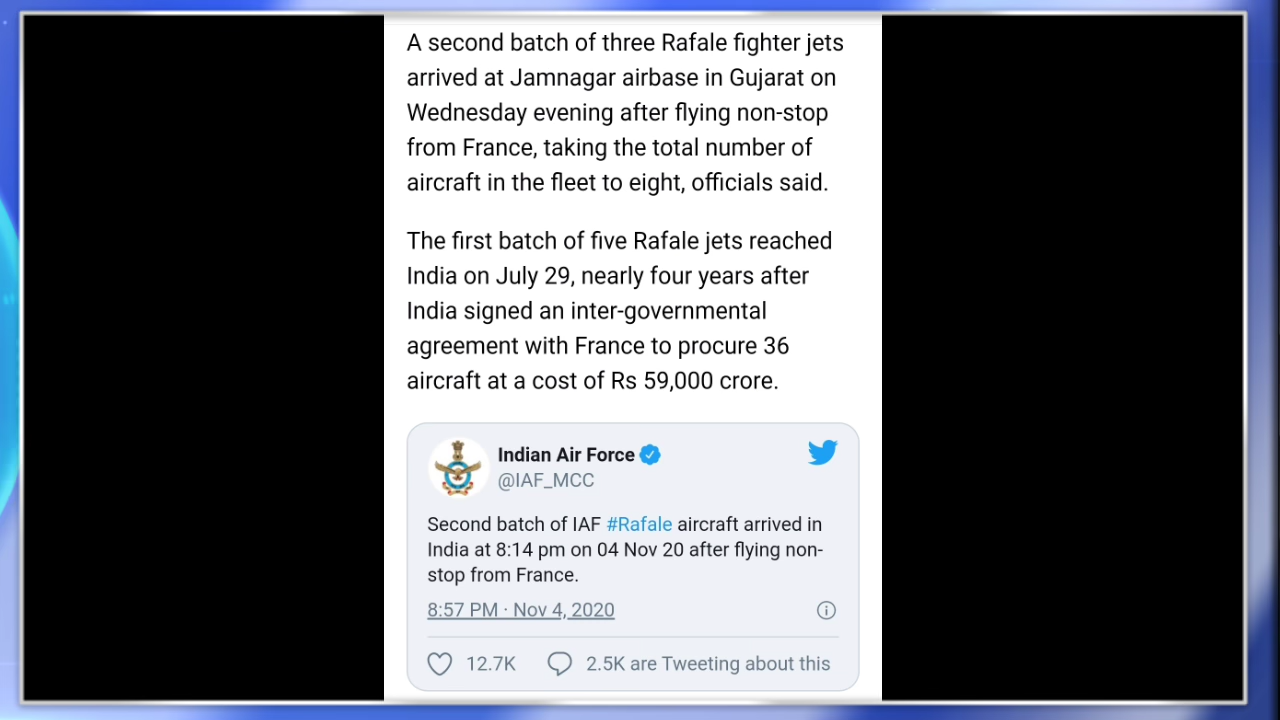 A second batch of three Rafale fighter jets
arrived at Jamnagar airbase in Gujarat on
Wednesday evening after flying non-stop
from France, taking the total number of
aircraft in the fleet to eight, officials said.
The first batch of five Rafale jets reached
India on July 29, nearly four years after
India signed an inter-governmental
agreement with France to procure 36
aircraft at a cost of Rs 59,000 crore.
Indian Air Force
@IAF_MCC
Second batch of IAF #Rafale aircraft arrived in
India at 8:14 pm on 04 Nov 20 after flying non-
stop from France.
8:57 PM · Nov 4, 2020
12.7K 2.5K are Tweeting about this